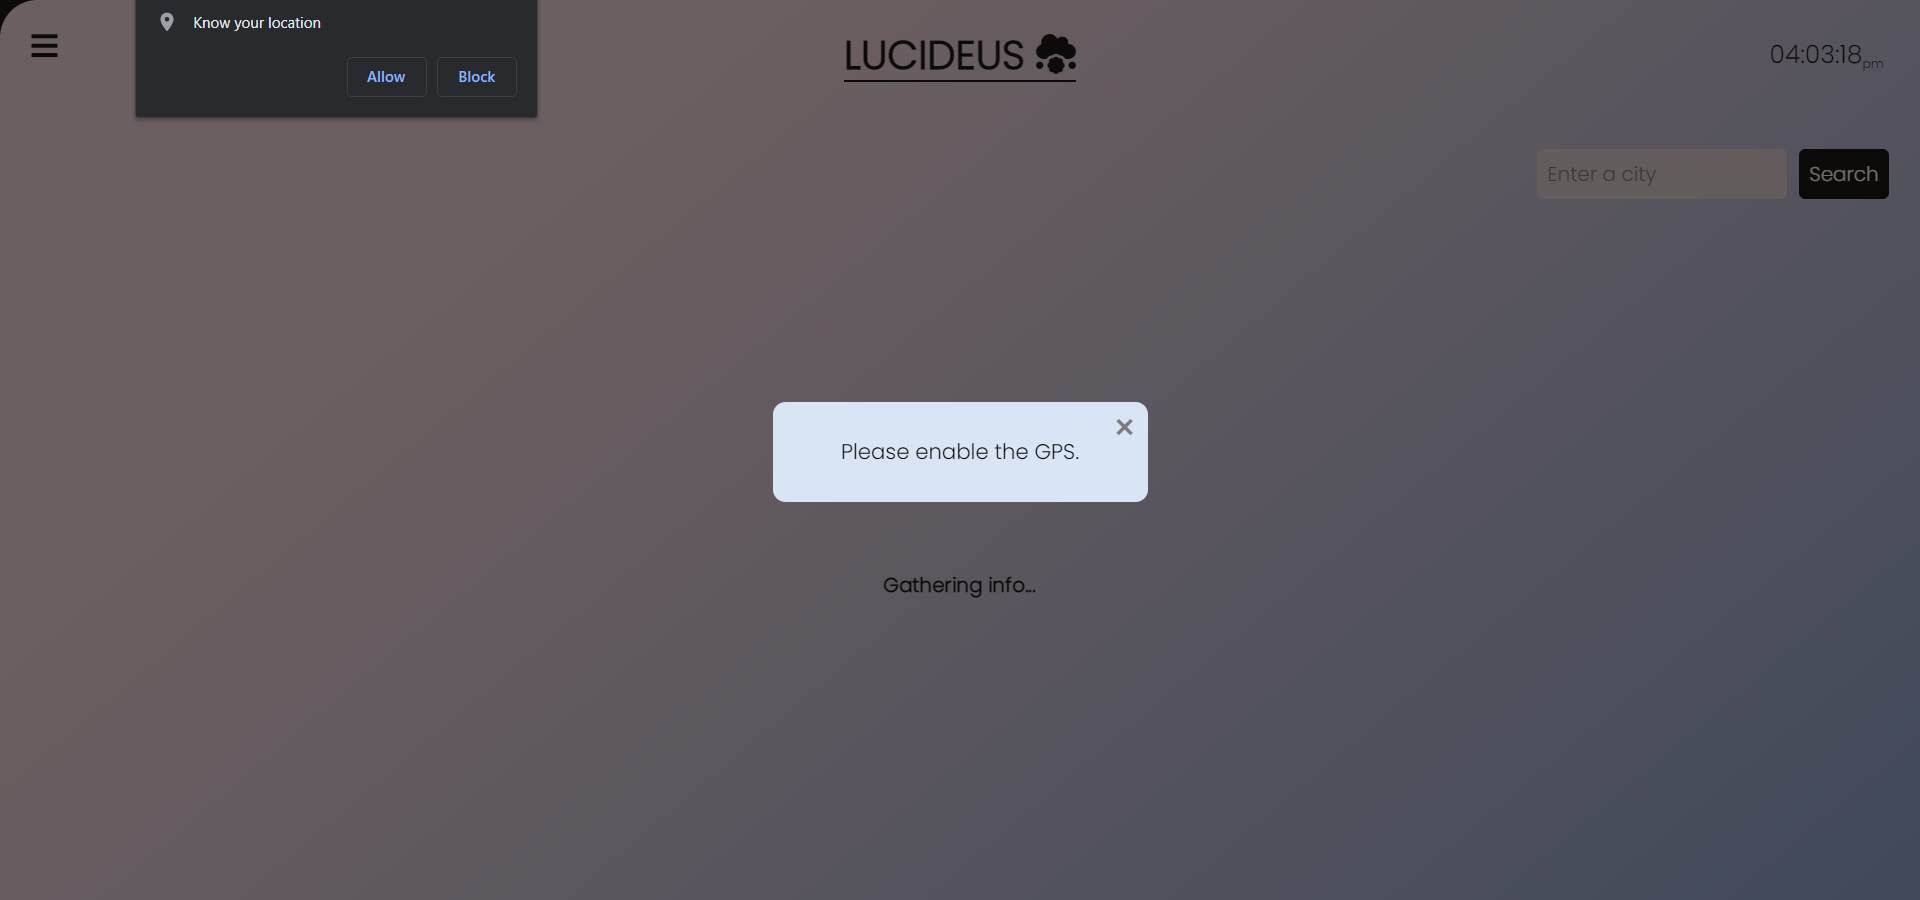 Know your location
Allow Block
LUCIDEUS
04:03:18pm
Enter a city Search
Please enable the GPS.
Gathering info...